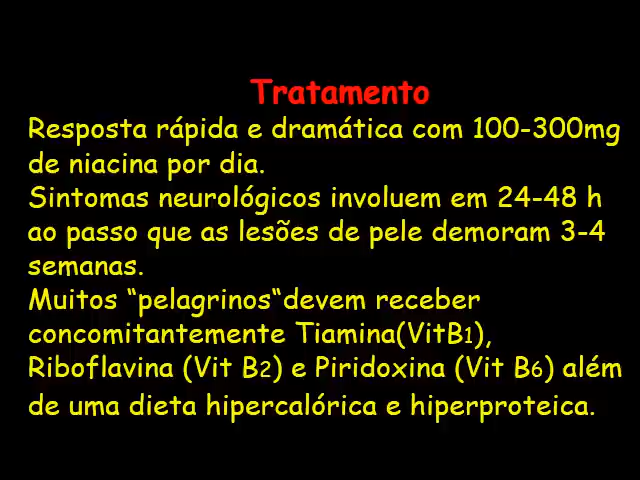 Tratamento
Resposta rápida e dramática com 100-300mg
de niacina por dia.
Sintomas neurológicos involuem em 24-48 h
ao passo que as lesões de pele demoram 3-4
semanas.
Muitos “pelagrinos“devem receber
concomitantemente Tiamina(VitB1),
Riboflavina (Vit B2) e Piridoxina (Vit B6) além
de uma dieta hipercalórica e hiperproteica.